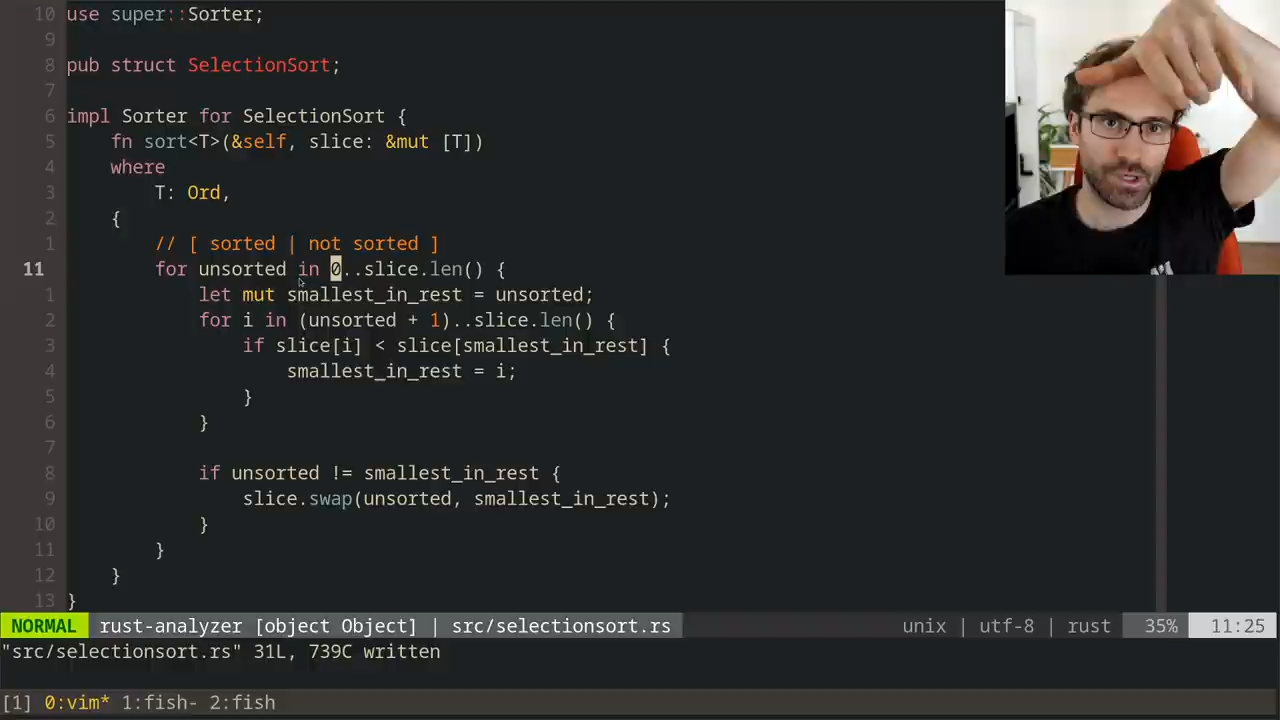 10 use super::Sorter;
9
8 pub struct SelectionSort;
7
6 impl Sorter for SelectionSort {
5     fn sort<T>(&self, slice: &mut [T])
4     where
3         T: Ord,
2     {
1         // [ sorted | not sorted ]
11         for unsorted in 0..slice.len() {
1             let mut smallest_in_rest = unsorted;
2             for i in (unsorted + 1)..slice.len() {
3                 if slice[i] < slice[smallest_in_rest] {
4                     smallest_in_rest = i;
5                 }
6             }
7
8             if unsorted != smallest_in_rest {
9                 slice.swap(unsorted, smallest_in_rest);
10             }
11         }
12     }
13 }
NORMAL rust-analyzer [object Object] | src/selectionsort.rs unix | utf-8 | rust 35% 11:25
"src/selectionsort.rs" 31L, 739C written
[1] 0:vim* 1:fish- 2:fish